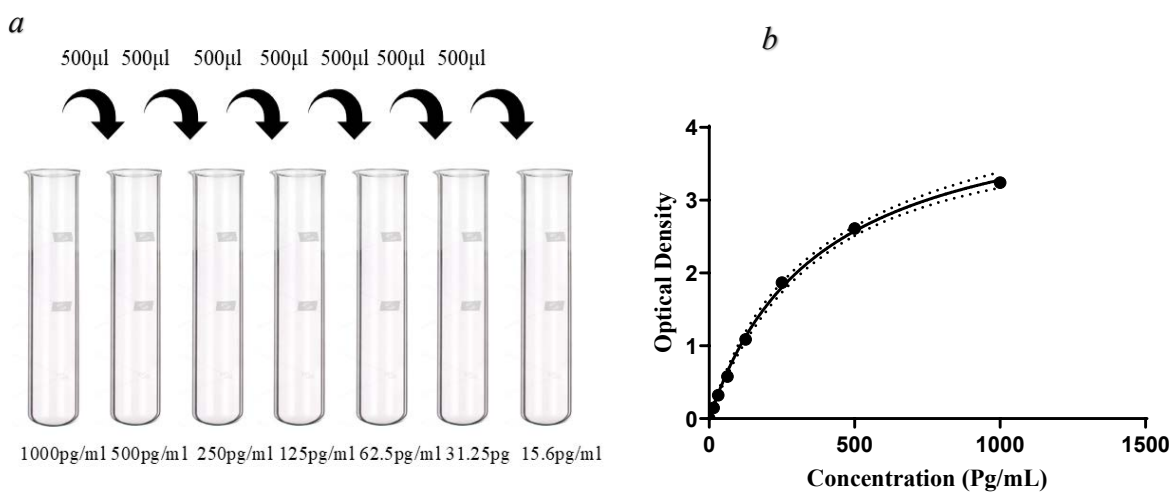 a
500μl 500μl 500μl 500μl 500μl 500μl 500μl
1000pg/ml 500pg/ml 250pg/ml 125pg/ml 62.5pg/ml 31.25pg 15.6pg/ml
b
Optical Density
4
3
2
1
0
0 500 1000 1500
Concentration (Pg/mL)